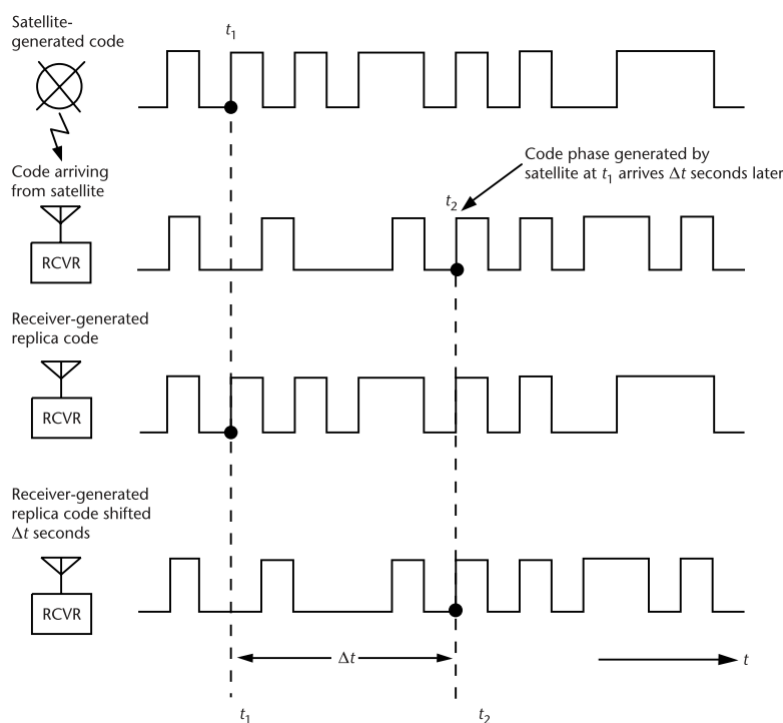 Satellite-
generated code
t₁
Code arriving
from satellite
Code phase generated by
satellite at t₁ arrives Δt seconds later
t₂
RCVR
Receiver-generated
replica code
RCVR
Receiver-generated
replica code shifted
Δt seconds
RCVR
Δt
t
t₁
t₂